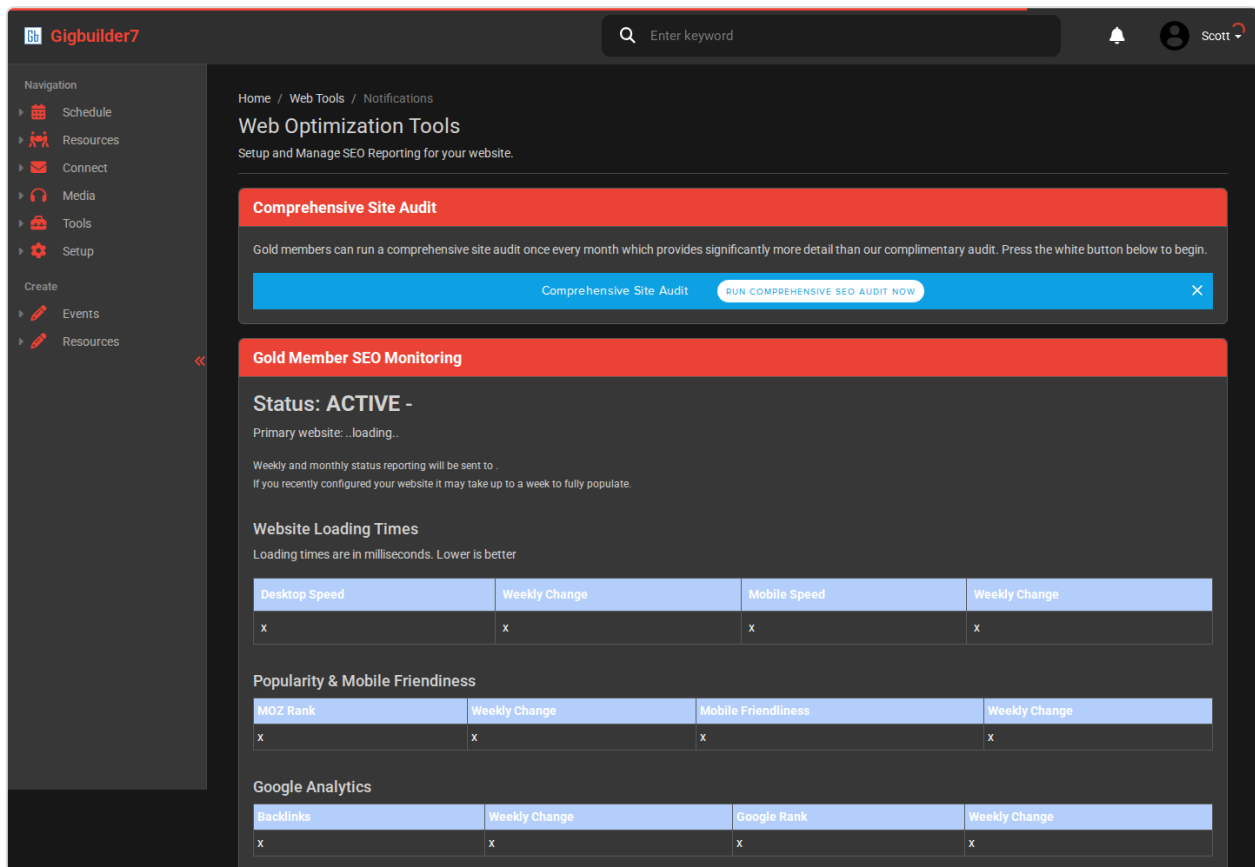 Gb Gigbuilder7
Enter keyword
Scott
Navigation
Schedule
Resources
Connect
Media
Tools
Setup
Create
Events
Resources
Home / Web Tools / Notifications
Web Optimization Tools
Setup and Manage SEO Reporting for your website.
Comprehensive Site Audit
Gold members can run a comprehensive site audit once every month which provides significantly more detail than our complimentary audit. Press the white button below to begin.
Comprehensive Site Audit RUN COMPREHENSIVE SEO AUDIT NOW
Gold Member SEO Monitoring
Status: ACTIVE -
Primary website: ..loading..
Weekly and monthly status reporting will be sent to .
If you recently configured your website it may take up to a week to fully populate.
Website Loading Times
Loading times are in milliseconds. Lower is better
Desktop Speed Weekly Change Mobile Speed Weekly Change
x x x x
Popularity & Mobile Friendiness
MOZ Rank Weekly Change Mobile Friendliness Weekly Change
x x x x
Google Analytics
Backlinks Weekly Change Google Rank Weekly Change
x x x x